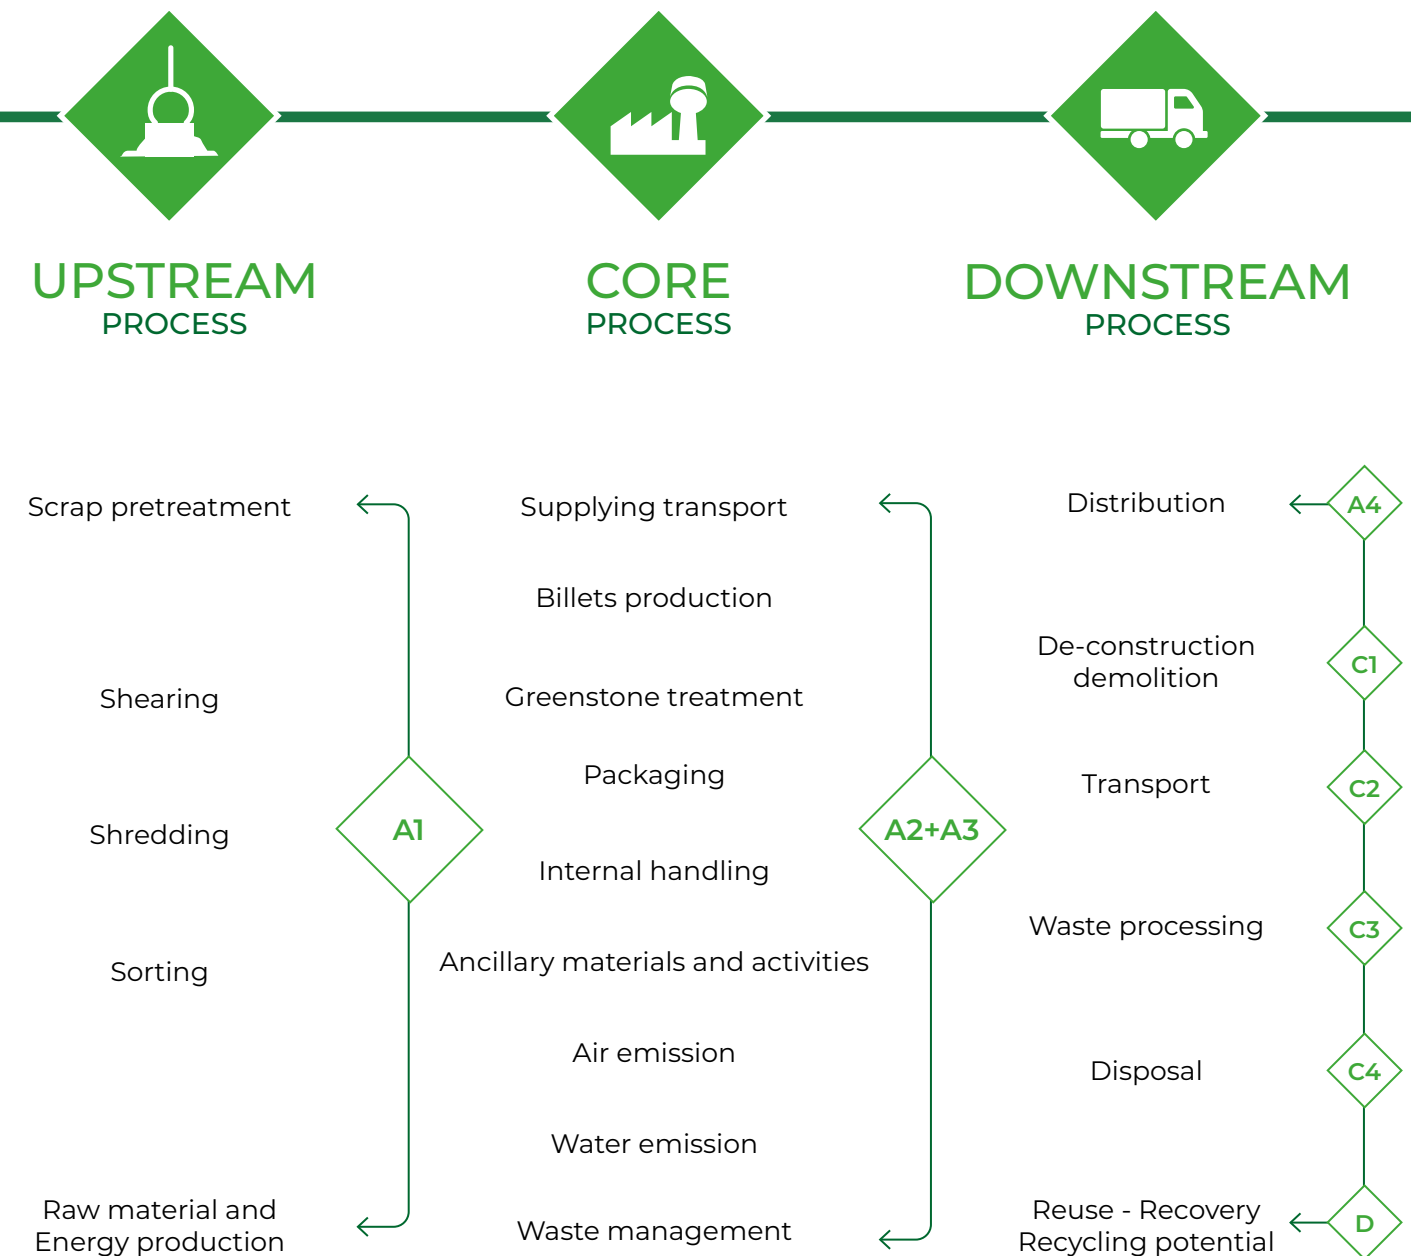 UPSTREAM
PROCESS
Scrap pretreatment
Shearing
Shredding
Sorting
Raw material and
Energy production
A1
CORE
PROCESS
Supplying transport
Billets production
Greenstone treatment
Packaging
Internal handling
Ancillary materials and activities
Air emission
Water emission
Waste management
A2+A3
DOWNSTREAM
PROCESS
Distribution
A4
De-construction
demolition
C1
Transport
C2
Waste processing
C3
Disposal
C4
Reuse - Recovery
Recycling potential
D